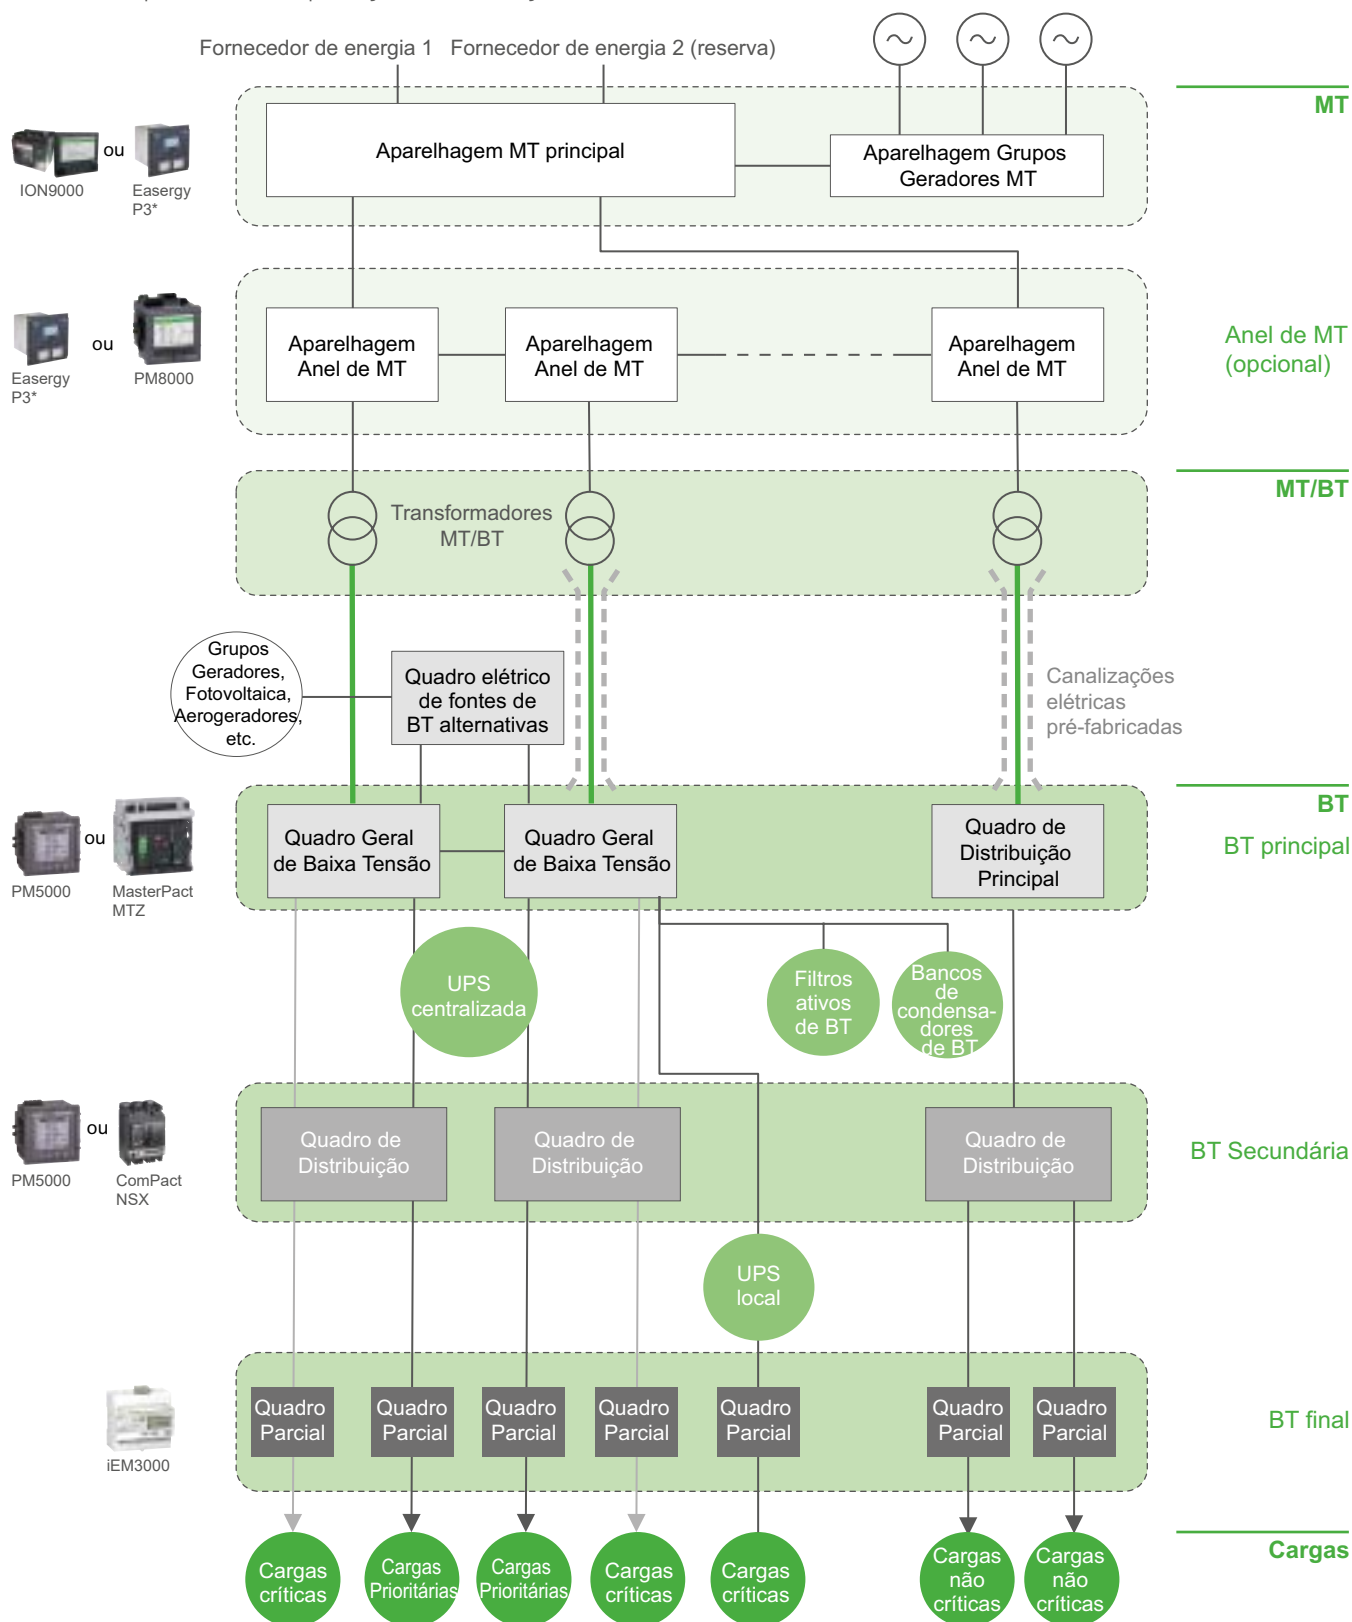 Fornecedor de energia 1
Fornecedor de energia 2 (reserva)
MT
Aparelhagem MT principal
Aparelhagem Grupos
Geradores MT
ou
ION9000
Easergy
P3*
Aparelhagem
Anel de MT
Aparelhagem
Anel de MT
Aparelhagem
Anel de MT
Anel de MT
(opcional)
ou
Easergy
P3*
PM8000
MT/BT
Transformadores
MT/BT
Grupos
Geradores,
Fotovoltaica,
Aerogeradores,
etc.
Quadro elétrico
de fontes de
BT alternativas
Canalizações
elétricas
pré-fabricadas
BT
BT principal
ou
PM5000
MasterPact
MTZ
Quadro Geral
de Baixa Tensão
Quadro Geral
de Baixa Tensão
Quadro de
Distribuição
Principal
UPS
centralizada
Filtros
ativos
de BT
Bancos
de
condensa-
dores
de BT
ou
PM5000
ComPact
NSX
Quadro de
Distribuição
Quadro de
Distribuição
Quadro de
Distribuição
BT Secundária
UPS
local
iEM3000
Quadro
Parcial
Quadro
Parcial
Quadro
Parcial
Quadro
Parcial
Quadro
Parcial
Quadro
Parcial
Quadro
Parcial
BT final
Cargas
Cargas
críticas
Cargas
Prioritárias
Cargas
Prioritárias
Cargas
críticas
Cargas
críticas
Cargas
não
críticas
Cargas
não
críticas